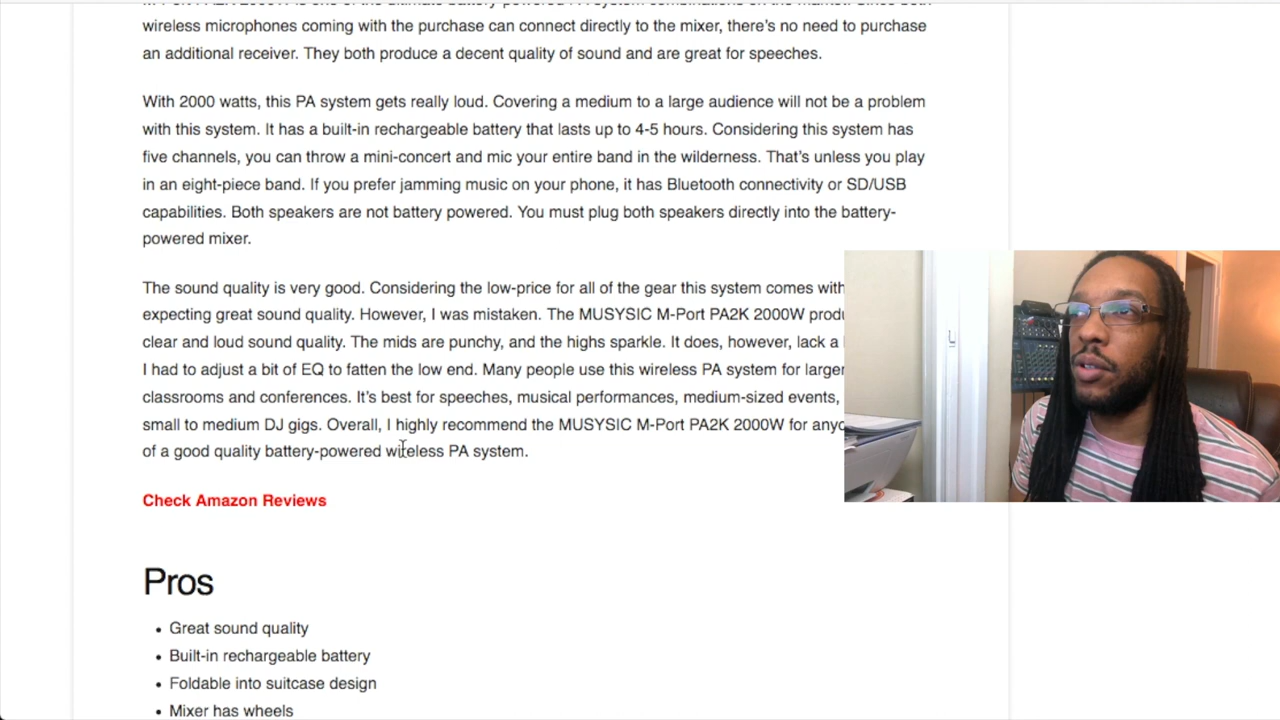 wireless microphones coming with the purchase can connect directly to the mixer, there's no need to purchase
an additional receiver. They both produce a decent quality of sound and are great for speeches.
With 2000 watts, this PA system gets really loud. Covering a medium to a large audience will not be a problem
with this system. It has a built-in rechargeable battery that lasts up to 4-5 hours. Considering this system has
five channels, you can throw a mini-concert and mic your entire band in the wilderness. That's unless you play
in an eight-piece band. If you prefer jamming music on your phone, it has Bluetooth connectivity or SD/USB
capabilities. Both speakers are not battery powered. You must plug both speakers directly into the battery-
powered mixer.
The sound quality is very good. Considering the low-price for all of the gear this system comes with
expecting great sound quality. However, I was mistaken. The MUSYSIC M-Port PA2K 2000W
clear and loud sound quality. The mids are punchy, and the highs sparkle. It does, however, lack a
I had to adjust a bit of EQ to fatten the low end. Many people use this wireless PA system for larger
classrooms and conferences. It's best for speeches, musical performances, medium-sized events,
small to medium DJ gigs. Overall, I highly recommend the MUSYSIC M-Port PA2K 2000W for
of a good quality battery-powered wireless PA system.
Check Amazon Reviews
Pros
• Great sound quality
• Built-in rechargeable battery
• Foldable into suitcase design
• Mixer has wheels